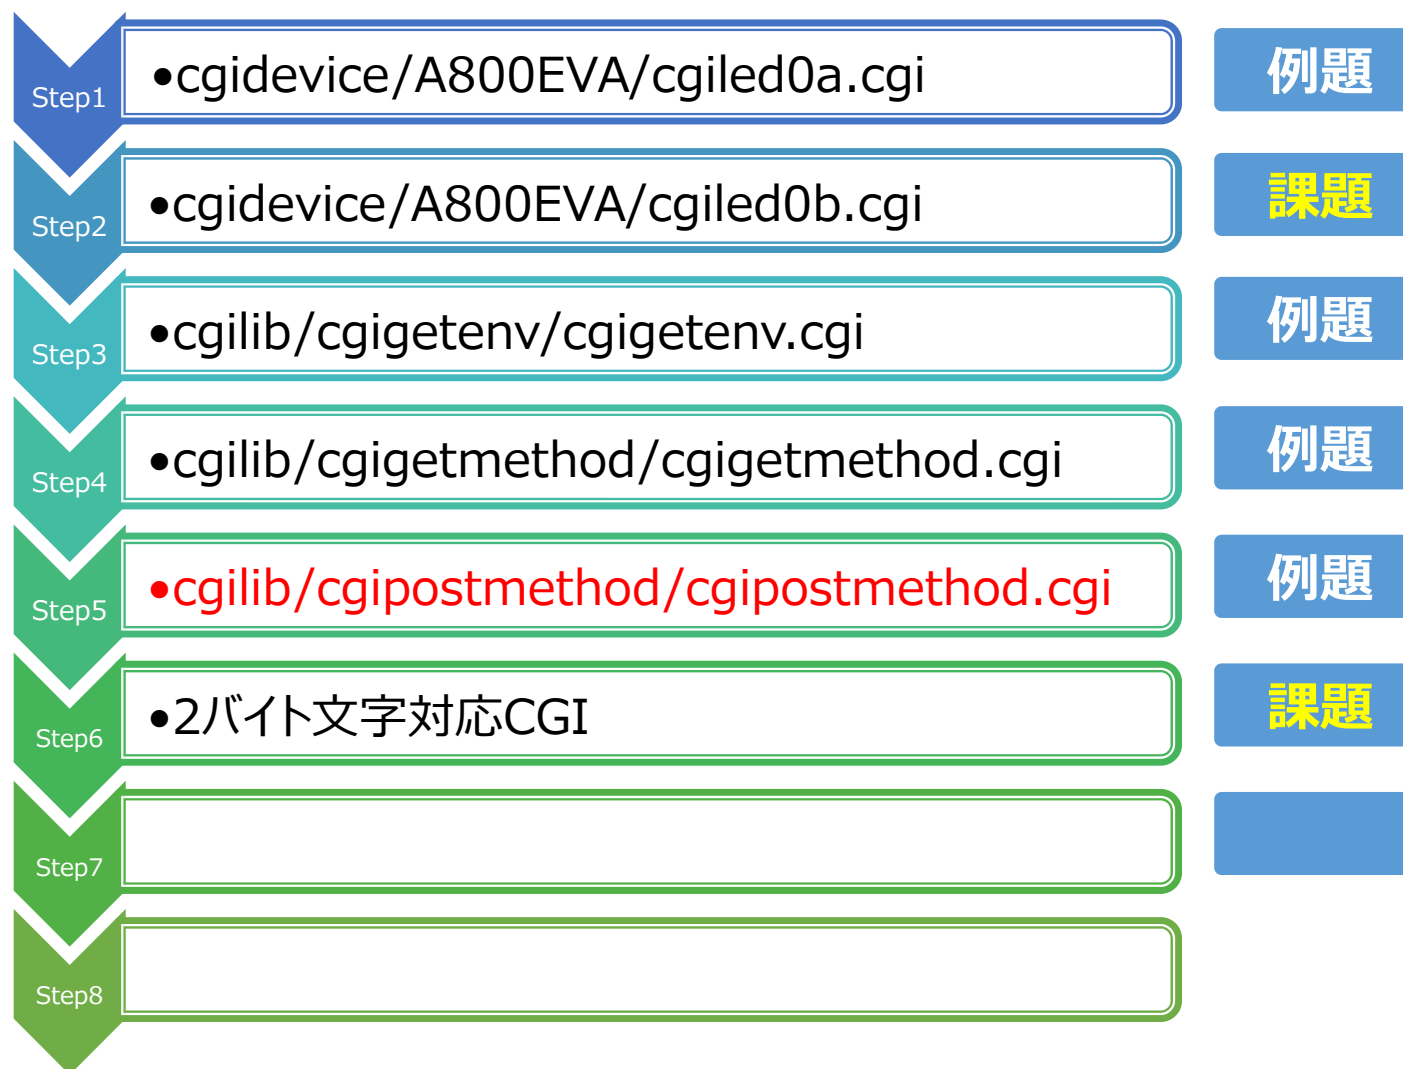 Step1
•cgidevice/A800EVA/cgiled0a.cgi
例題
Step2
•cgidevice/A800EVA/cgiled0b.cgi
課題
Step3
•cgilib/cgigetenv/cgigetenv.cgi
例題
Step4
•cgilib/cgigetmethod/cgigetmethod.cgi
例題
Step5
•cgilib/cgipostmethod/cgipostmethod.cgi
例題
Step6
•2バイト文字対応CGI
課題
Step7
Step8